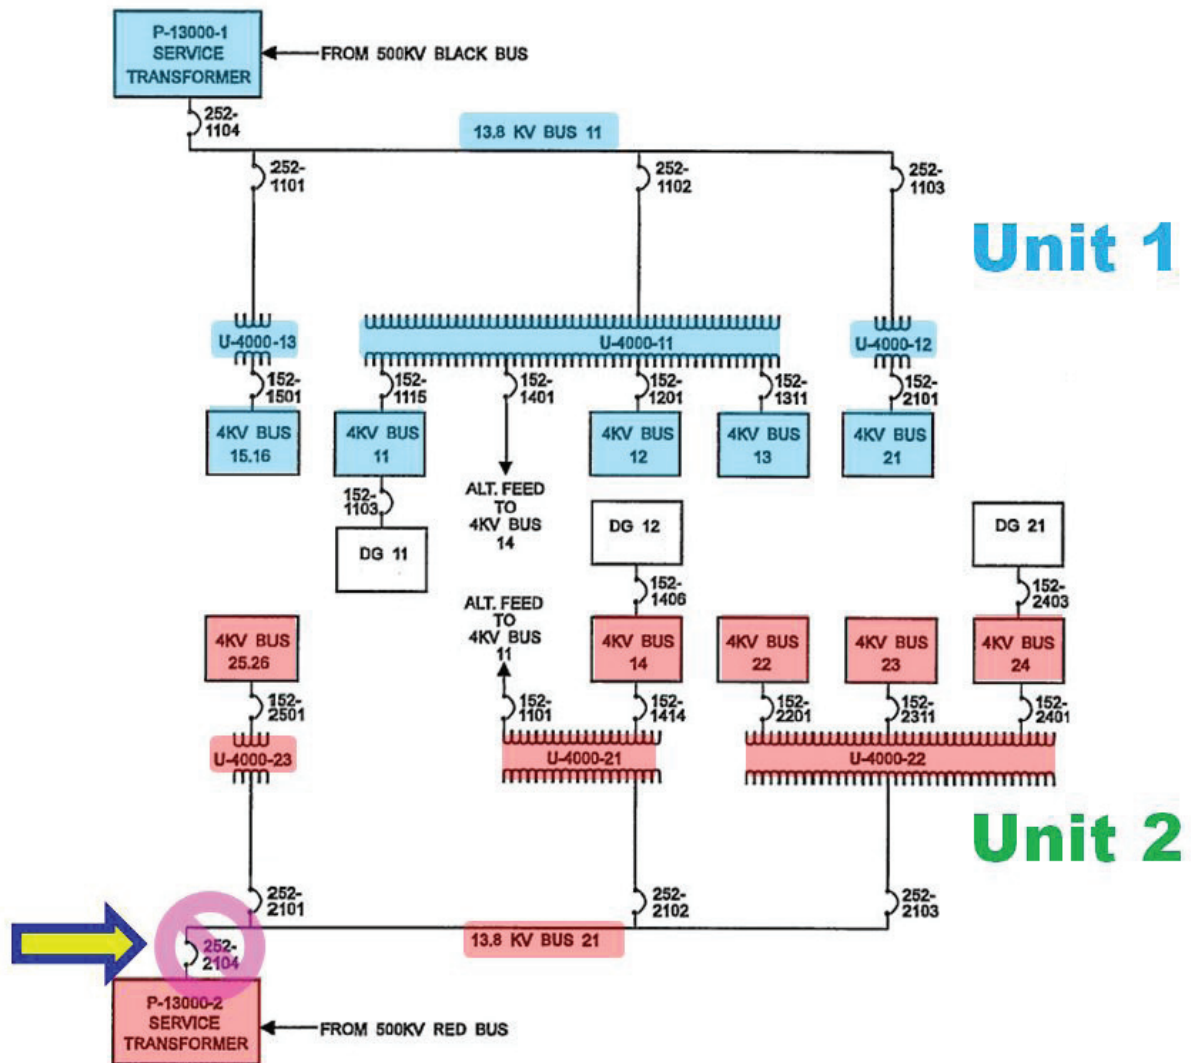 P-13000-1
SERVICE
TRANSFORMER
FROM 500KV BLACK BUS
252-
1104
13.8 KV BUS 11
252-
1101
252-
1102
252-
1103
Unit 1
U-4000-13
U-4000-11
U-4000-12
152-
1501
152-
1115
152-
1401
152-
1201
152-
1311
152-
2101
4KV BUS
15.16
4KV BUS
11
4KV BUS
12
4KV BUS
13
4KV BUS
21
152-
1103
DG 11
ALT. FEED
TO
4KV BUS
14
DG 12
DG 21
152-
1406
152-
2403
ALT. FEED
TO
4KV BUS
11
4KV BUS
25.26
4KV BUS
14
4KV BUS
22
4KV BUS
23
4KV BUS
24
152-
2501
152-
1101
152-
1414
152-
2201
152-
2311
152-
2401
U-4000-23
U-4000-21
U-4000-22
Unit 2
252-
2101
252-
2102
252-
2103
252-
2104
13.8 KV BUS 21
P-13000-2
SERVICE
TRANSFORMER
FROM 500KV RED BUS